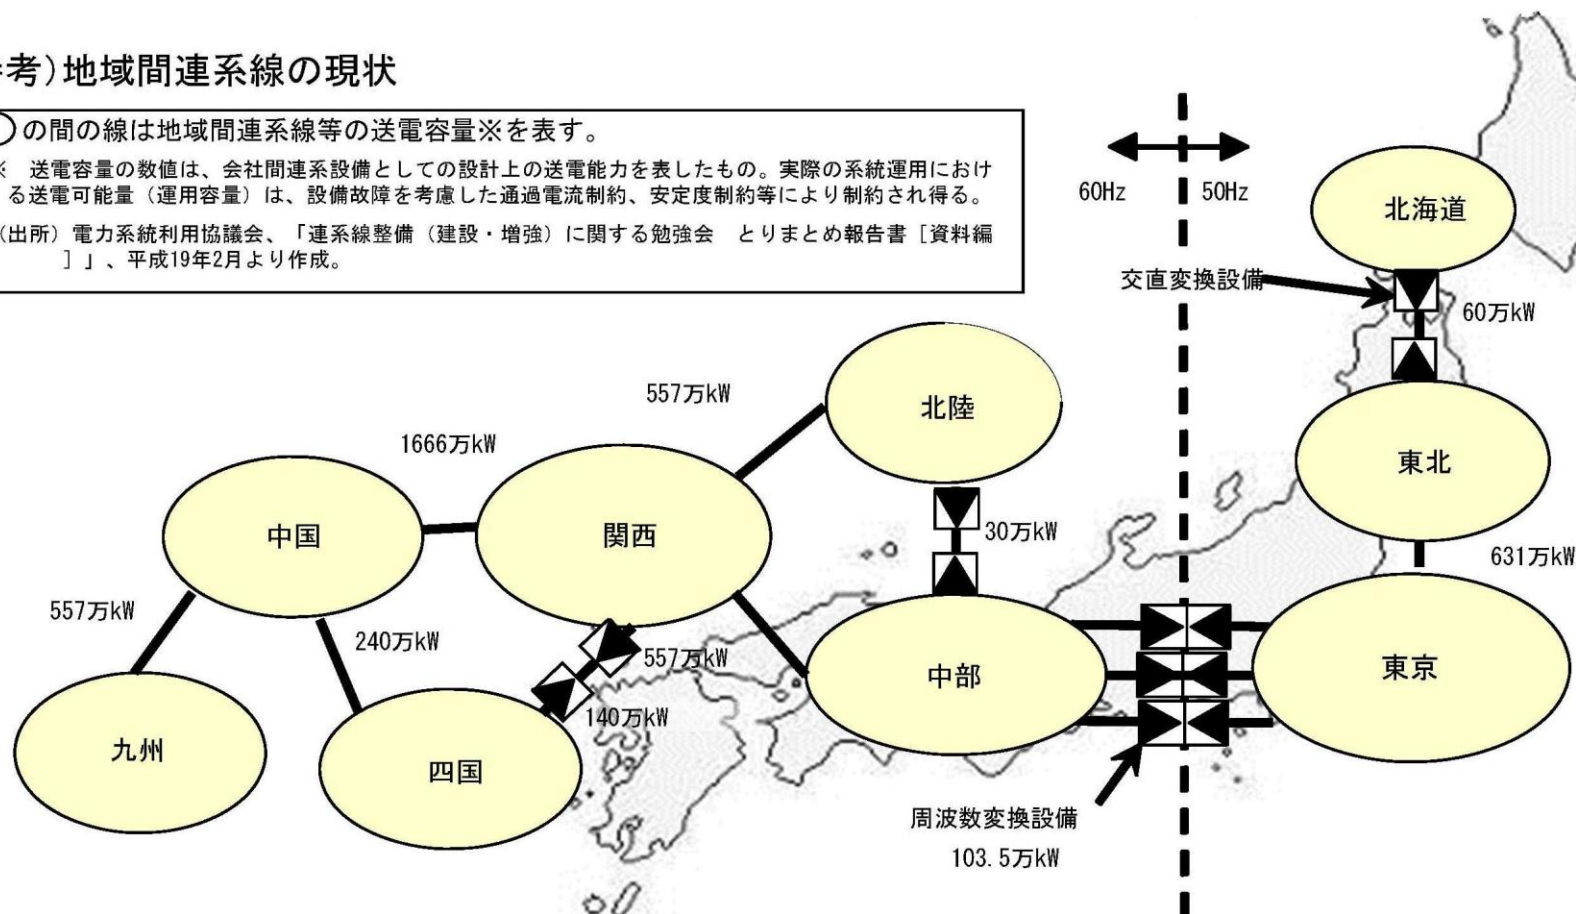 考)地域間連系線の現状
の間の線は地域間連系線等の送電容量※を表す。
※ 送電容量の数値は、会社間連系設備としての設計上の送電能力を表したもの。実際の系統運用におけ
る送電可能量(運用容量)は、設備故障を考慮した通過電流制約、安定度制約等により制約され得る。
(出所)電力系統利用協議会、「連系線整備(建設・増強)に関する勉強会 とりまとめ報告書[資料編
]」、平成19年2月より作成。
60Hz
50Hz
北海道
交直変換設備
60万kW
557万kW
北陸
東北
1666万kW
中国
関西
30万kW
631万kW
557万kW
240万kW
557万kW
中部
東京
140万kW
九州
四国
周波数変換設備
103.5万kW